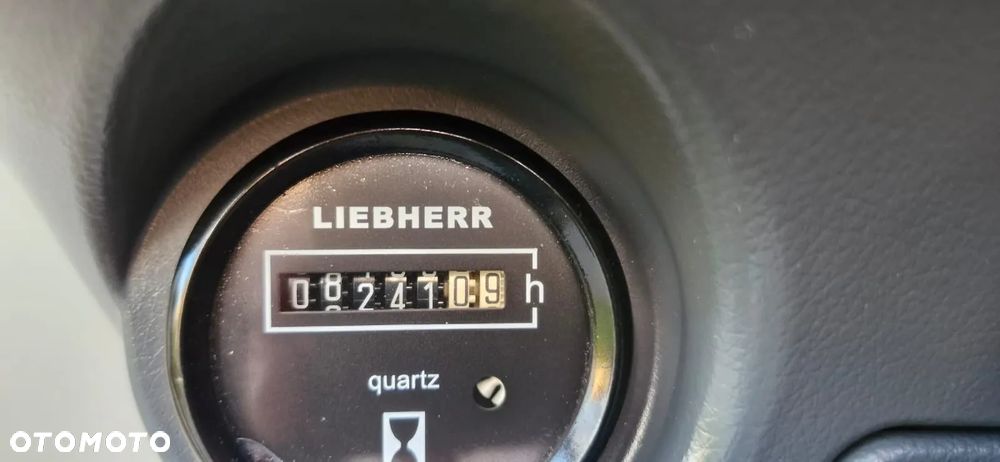 LIEBHERR
0824109 h
quartz
OTOMOTO